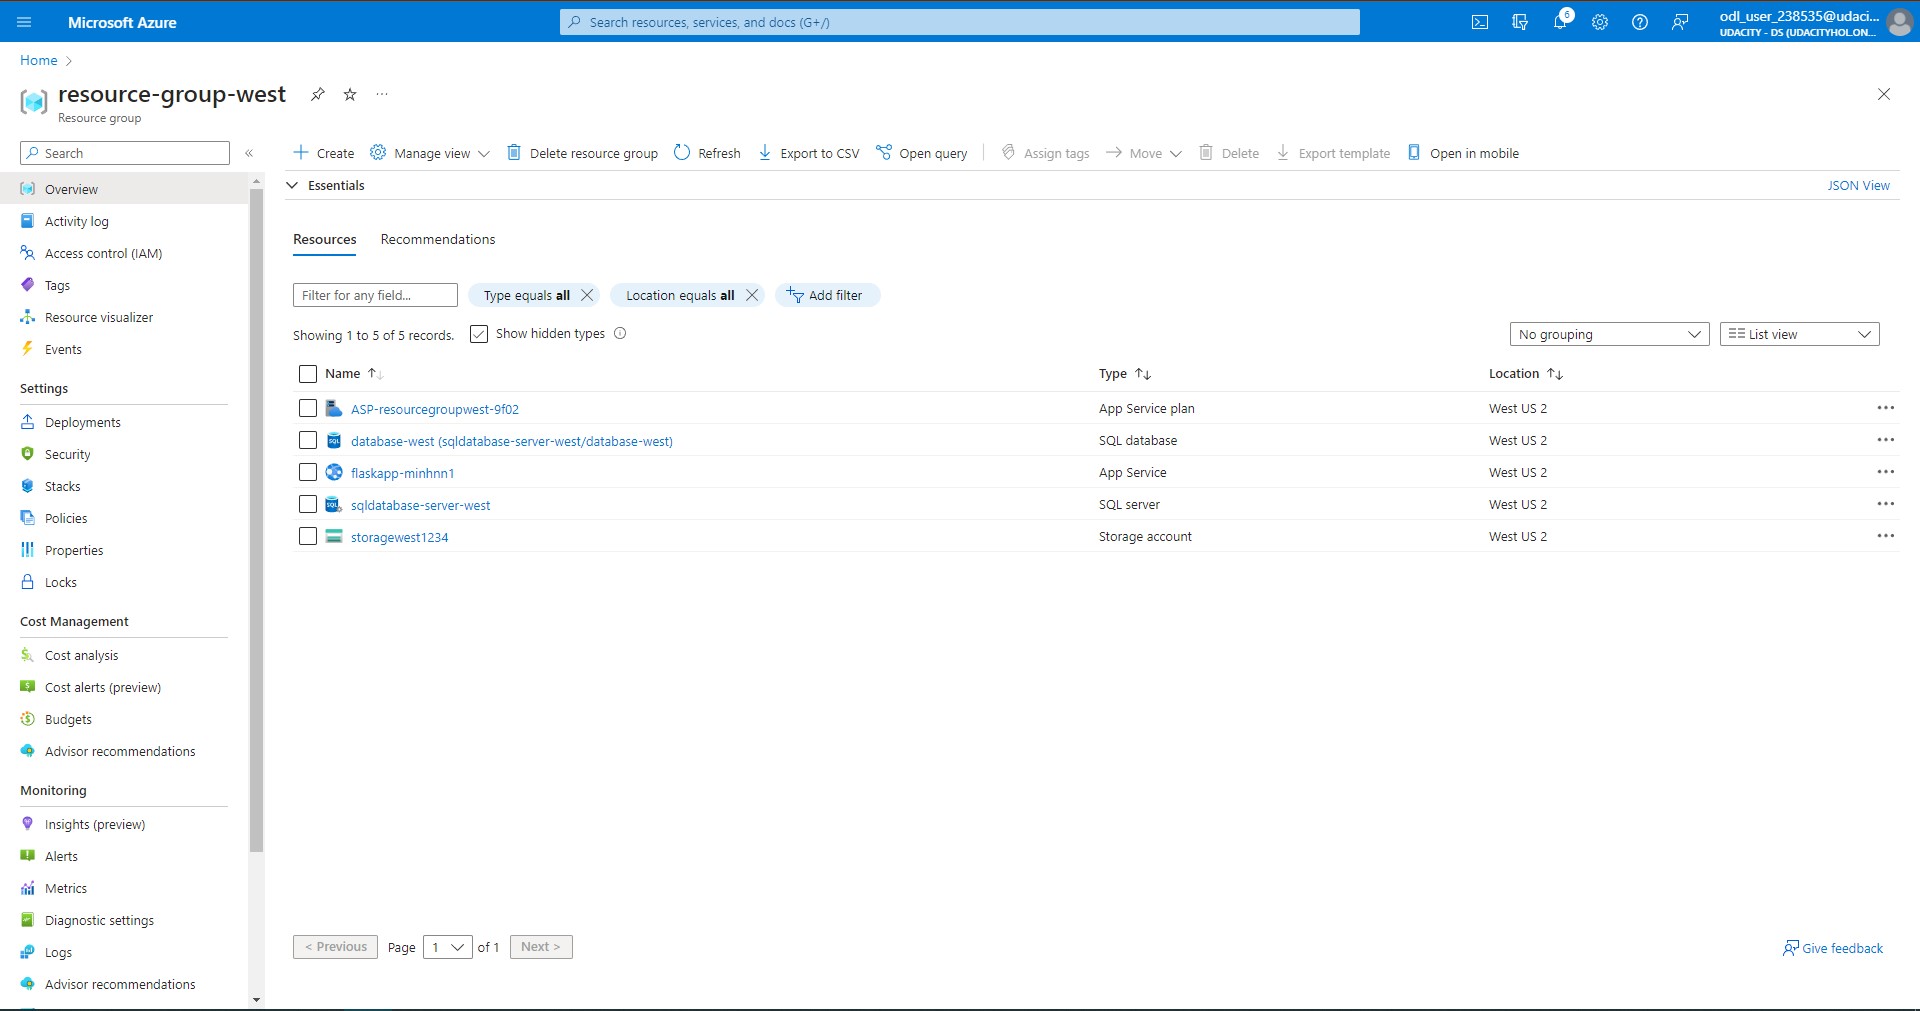 Microsoft Azure
Search resources, services, and docs (G+/)
6
odl_user_238535@udaci...
UDACITY - DS (UDACITYHOL.ON...
Home >
resource-group-west
...
Resource group
Search
«
Create
Manage view
Delete resource group
Refresh
Export to CSV
Open query
Assign tags
Move
Delete
Export template
Open in mobile
Overview
Activity log
Access control (IAM)
Tags
Resource visualizer
Events
Settings
Deployments
Security
Stacks
Policies
Properties
Locks
Cost Management
Cost analysis
Cost alerts (preview)
Budgets
Advisor recommendations
Monitoring
Insights (preview)
Alerts
Metrics
Diagnostic settings
Logs
Advisor recommendations
Essentials
JSON View
Resources
Recommendations
Filter for any field...
Type equals all
Location equals all
Add filter
Showing 1 to 5 of 5 records.
Show hidden types
No grouping
List view
Name ↑↓
Type ↑↓
Location ↑↓
ASP-resourcegroupwest-9f02
App Service plan
West US 2
...
database-west (sqldatabase-server-west/database-west)
SQL database
West US 2
...
flaskapp-minhnn1
App Service
West US 2
...
sqldatabase-server-west
SQL server
West US 2
...
storagewest1234
Storage account
West US 2
...
< Previous
Page 1 of 1
Next >
Give feedback